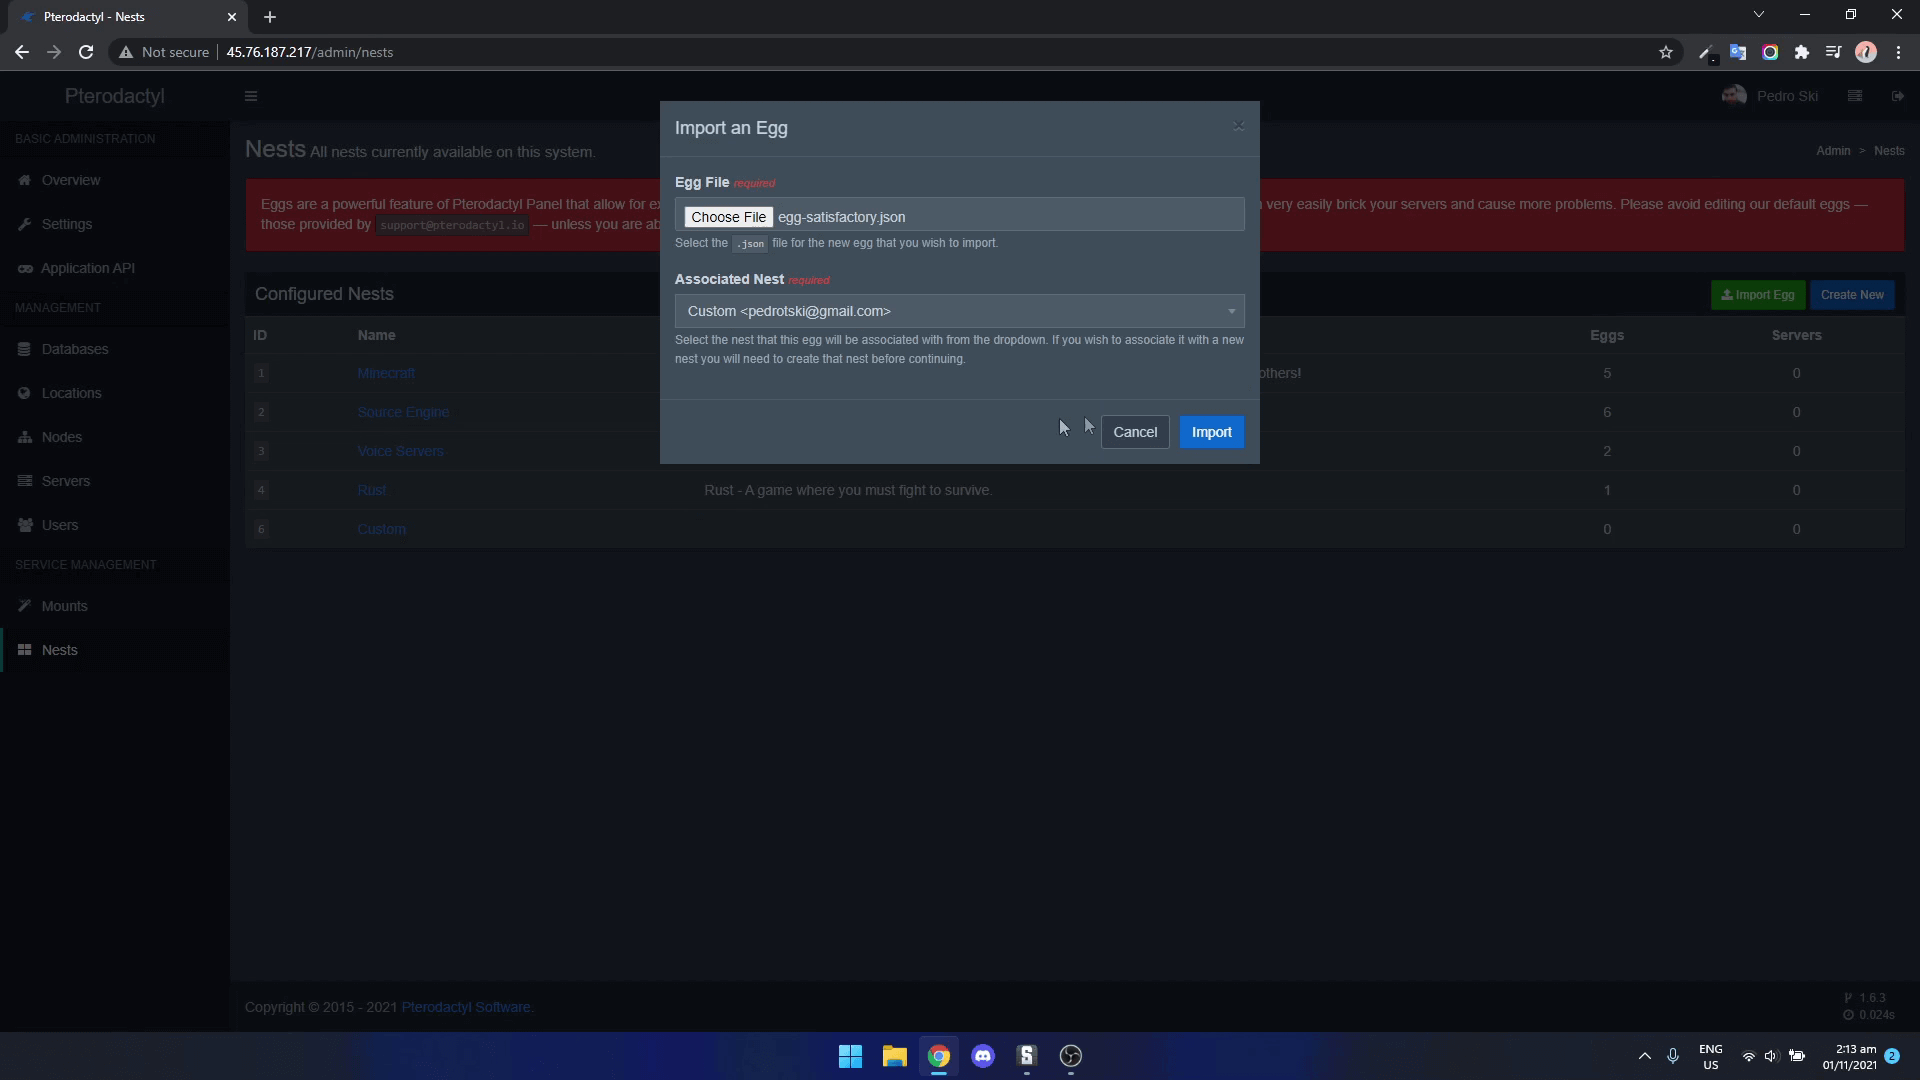 Pterodactyl - Nests
Not secure
45.76.187.217/admin/nests
Pterodactyl
Pedro Ski
BASIC ADMINISTRATION
Overview
Settings
Application API
MANAGEMENT
Databases
Locations
Nodes
Servers
Users
SERVICE MANAGEMENT
Mounts
Nests
Nests All nests currently available on this system.
Admin > Nests
Eggs are a powerful feature of Pterodactyl Panel that allow for ex
very easily brick your servers and cause more problems. Please avoid editing our default eggs —
those provided by support@pterodactyl.io — unless you are ab
Configured Nests
Import Egg
Create New
ID Name Eggs Servers
1 Minecraft others! 5 0
2 Source Engine 6 0
3 Voice Servers 2 0
4 Rust Rust - A game where you must fight to survive. 1 0
6 Custom 0 0
Import an Egg
×
Egg File required
Choose File egg-satisfactory.json
Select the .json file for the new egg that you wish to import.
Associated Nest required
Custom <pedrotski@gmail.com>
Select the nest that this egg will be associated with from the dropdown. If you wish to associate it with a new
nest you will need to create that nest before continuing.
Cancel
Import
Copyright © 2015 - 2021 Pterodactyl Software.
1.6.3
0.024s
ENG
US
2:13 am
01/11/2021
2